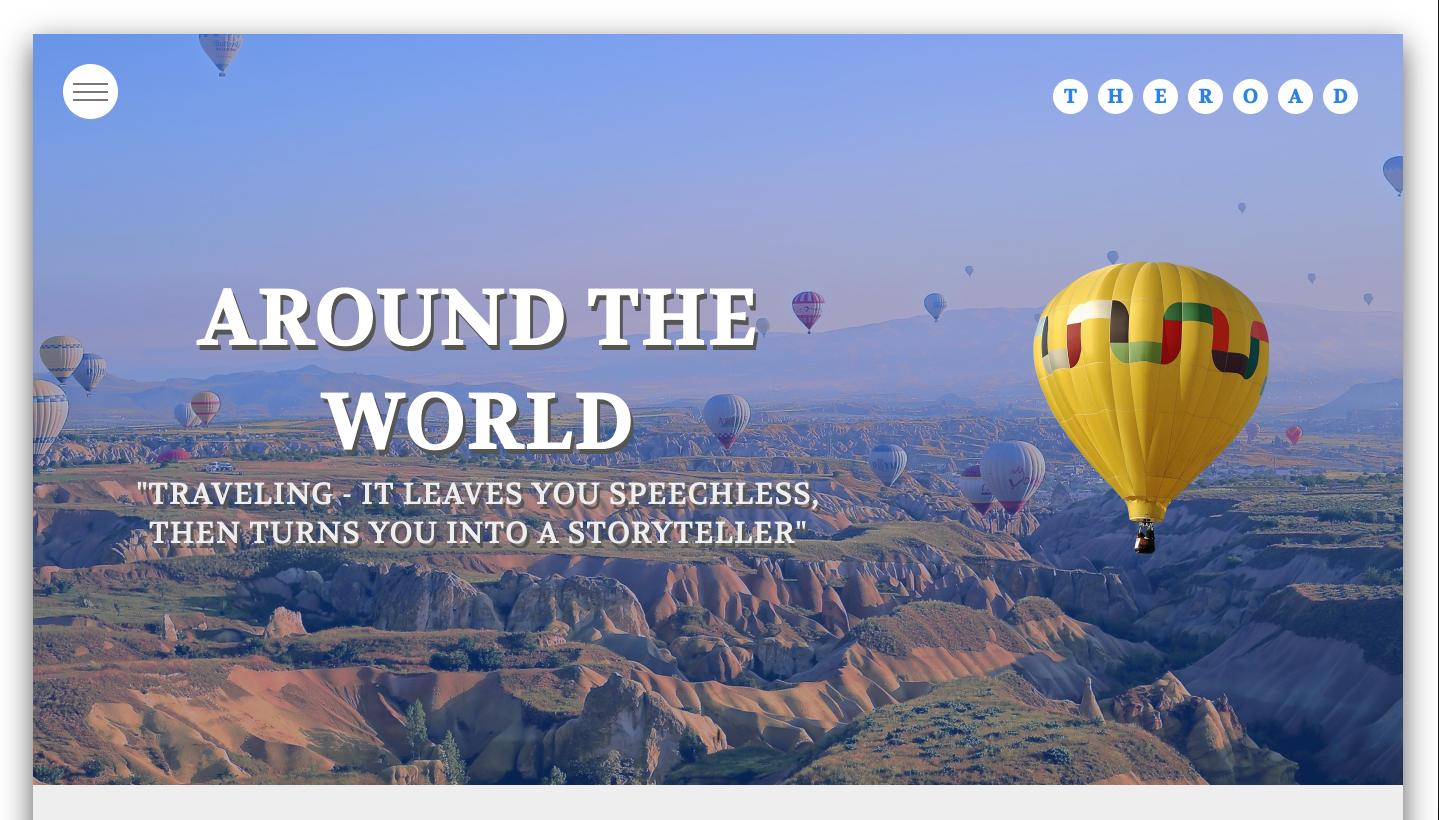 T H E R O A D
AROUND THE
WORLD
"TRAVELING - IT LEAVES YOU SPEECHLESS,
THEN TURNS YOU INTO A STORYTELLER"